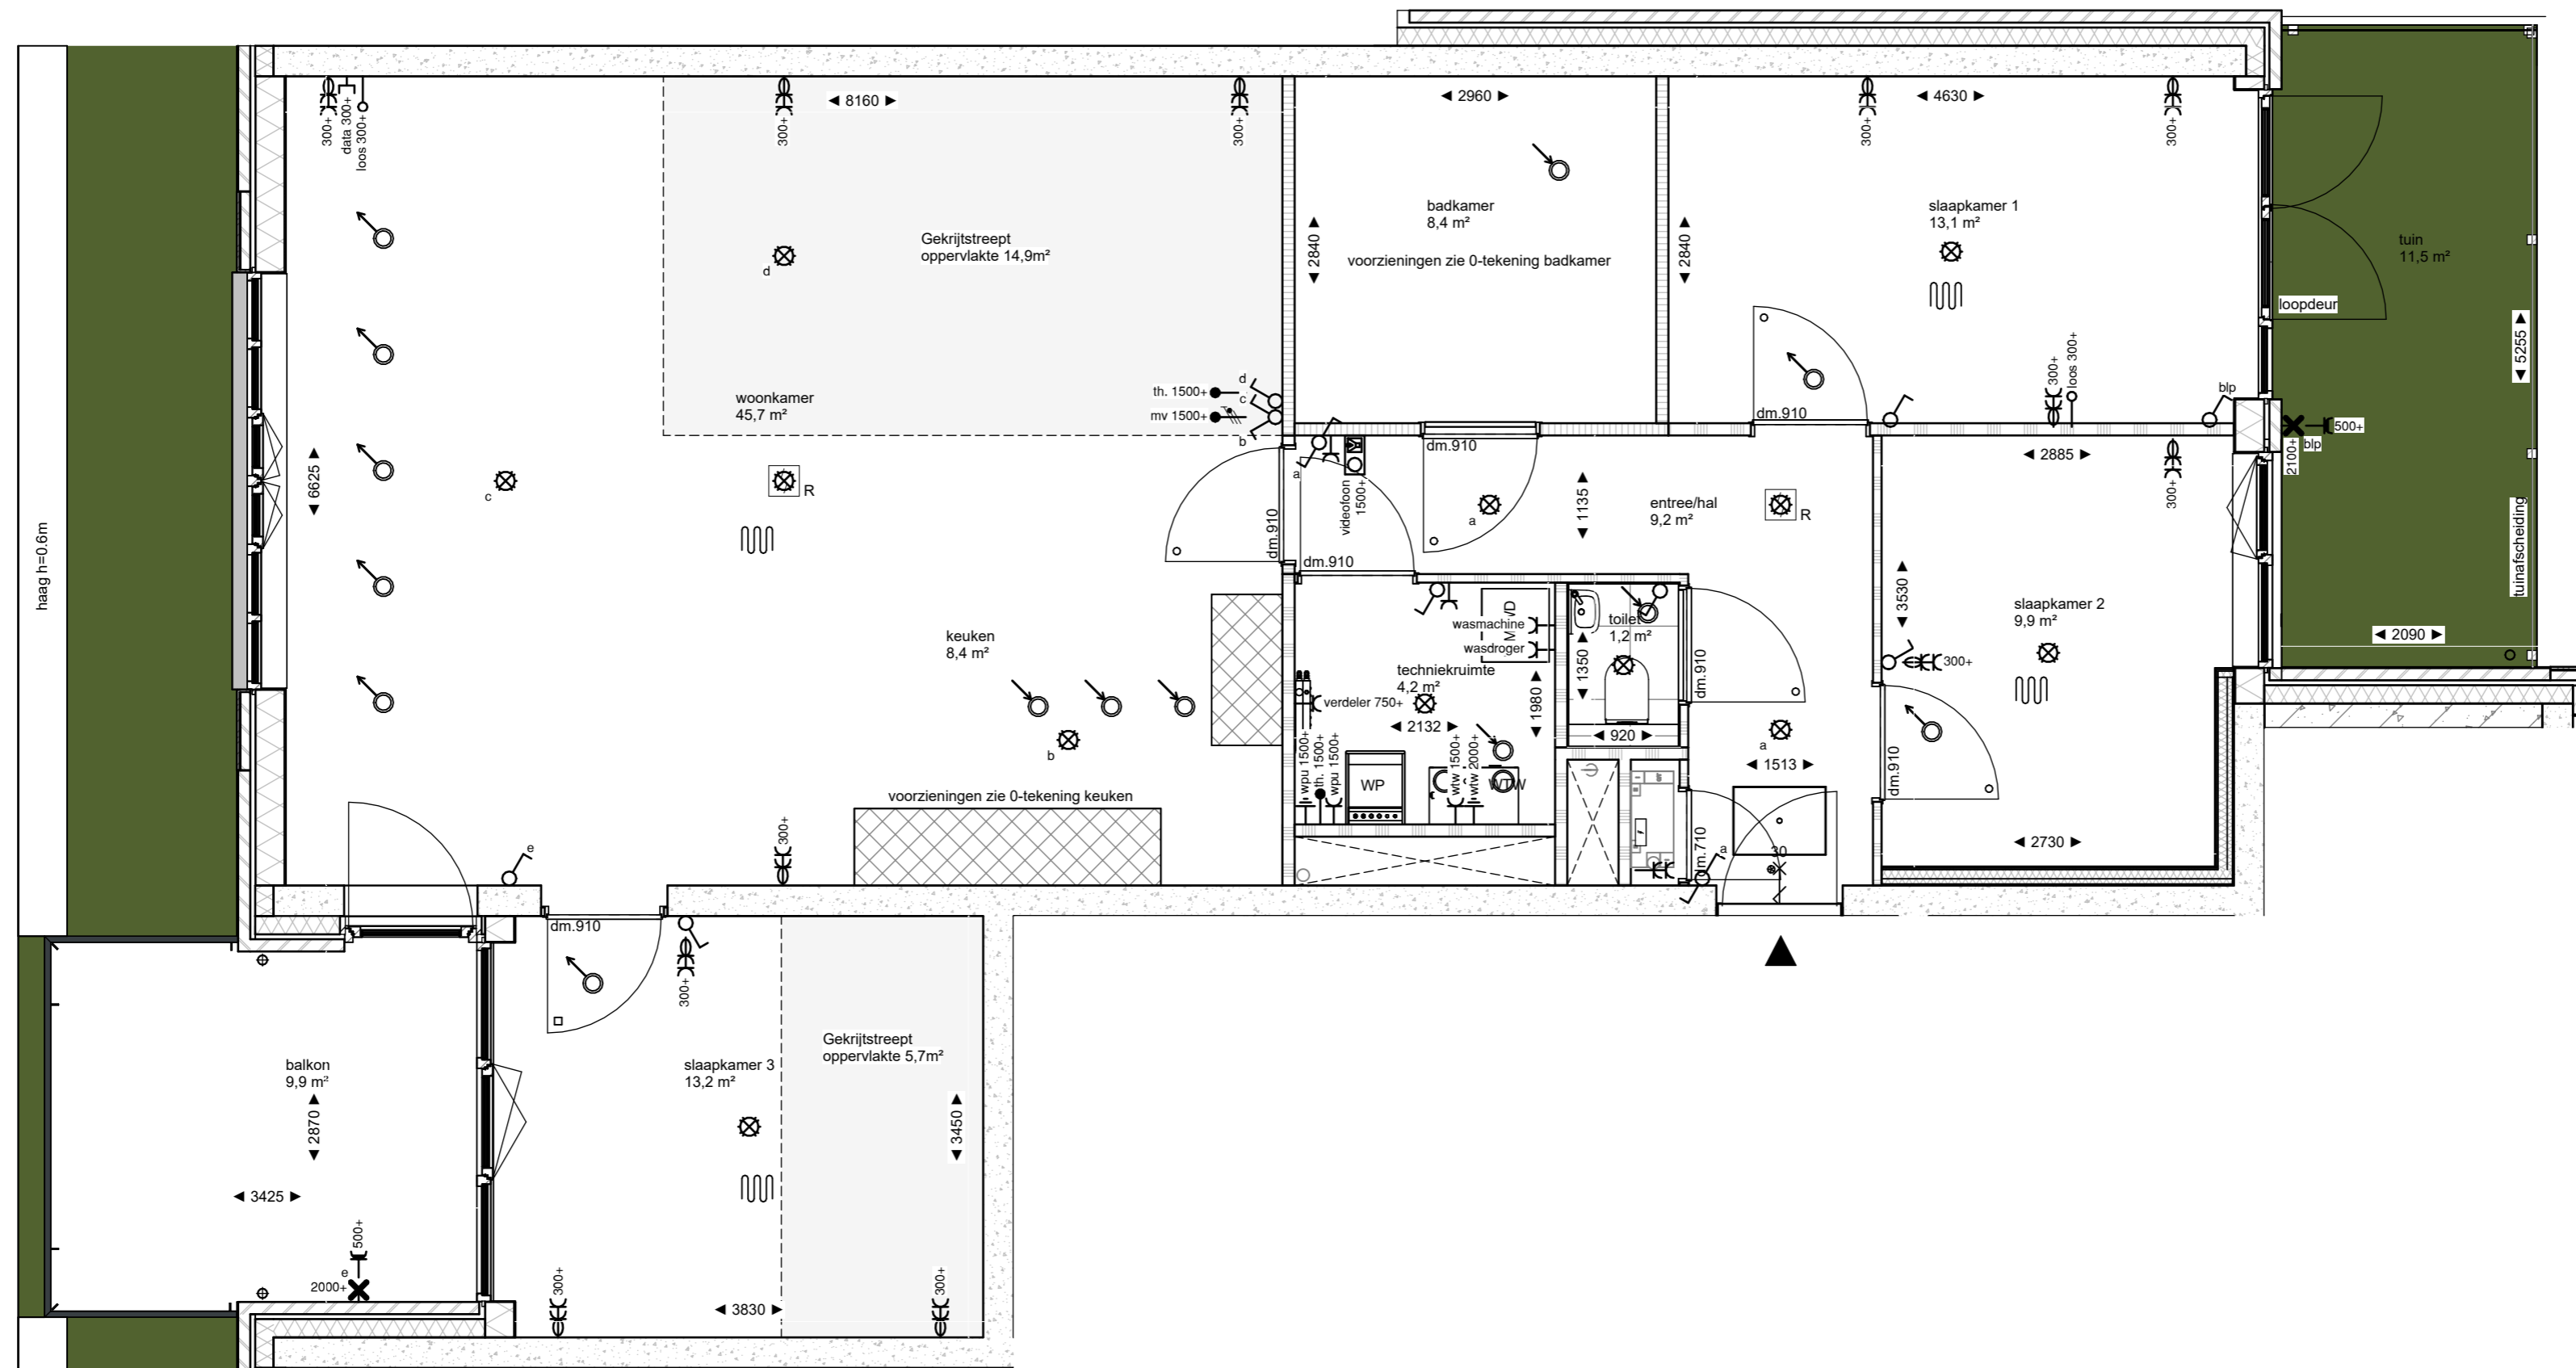 ◄ 8160 ►
◄ 2960 ►
◄ 4630 ►
300+
data 300+
loos 300+
300+
300+
300+
300+
Gekrijtstreept
oppervlakte 14,9m²
d
badkamer
8,4 m²
voorzieningen zie 0-tekening badkamer
◄ 2840 ►
◄ 2840 ►
slaapkamer 1
13,1 m²
tuin
11,5 m²
loopdeur
◄ 5255 ►
woonkamer
45,7 m²
th. 1500+
mv 1500+
d
c
b
dm.910
300+
loos 300+
blp
500+
2100+
blp
◄ 6625 ►
c
R
haag h=0.6m
dm.910
a
videofoon
1500+
dm.910
dm.910
a
◄ 1135 ►
entree/hal
9,2 m²
R
◄ 2885 ►
300+
tuinafscheiding
◄ 3530 ►
slaapkamer 2
9,9 m²
300+
◄ 2090 ►
keuken
8,4 m²
b
wasmachine
wasdroger
toilet
1,2 m²
◄ 1350 ►
dm.910
techniekruimte
4,2 m²
verdeler 750+
◄ 2132 ►
◄ 1980 ►
◄ 920 ►
a
◄ 1513 ►
dm.910
wpu 1500+
th. 1500+
wpu 1500+
WP
wtw 1500+
wtw 2000+
WTW
voorzieningen zie 0-tekening keuken
300+
e
dm.710
a
30
◄ 2730 ►
dm.910
300+
Gekrijtstreept
oppervlakte 5,7m²
balkon
9,9 m²
◄ 2870 ►
slaapkamer 3
13,2 m²
◄ 3450 ►
◄ 3425 ►
500+
e
2000+
300+
◄ 3830 ►
300+